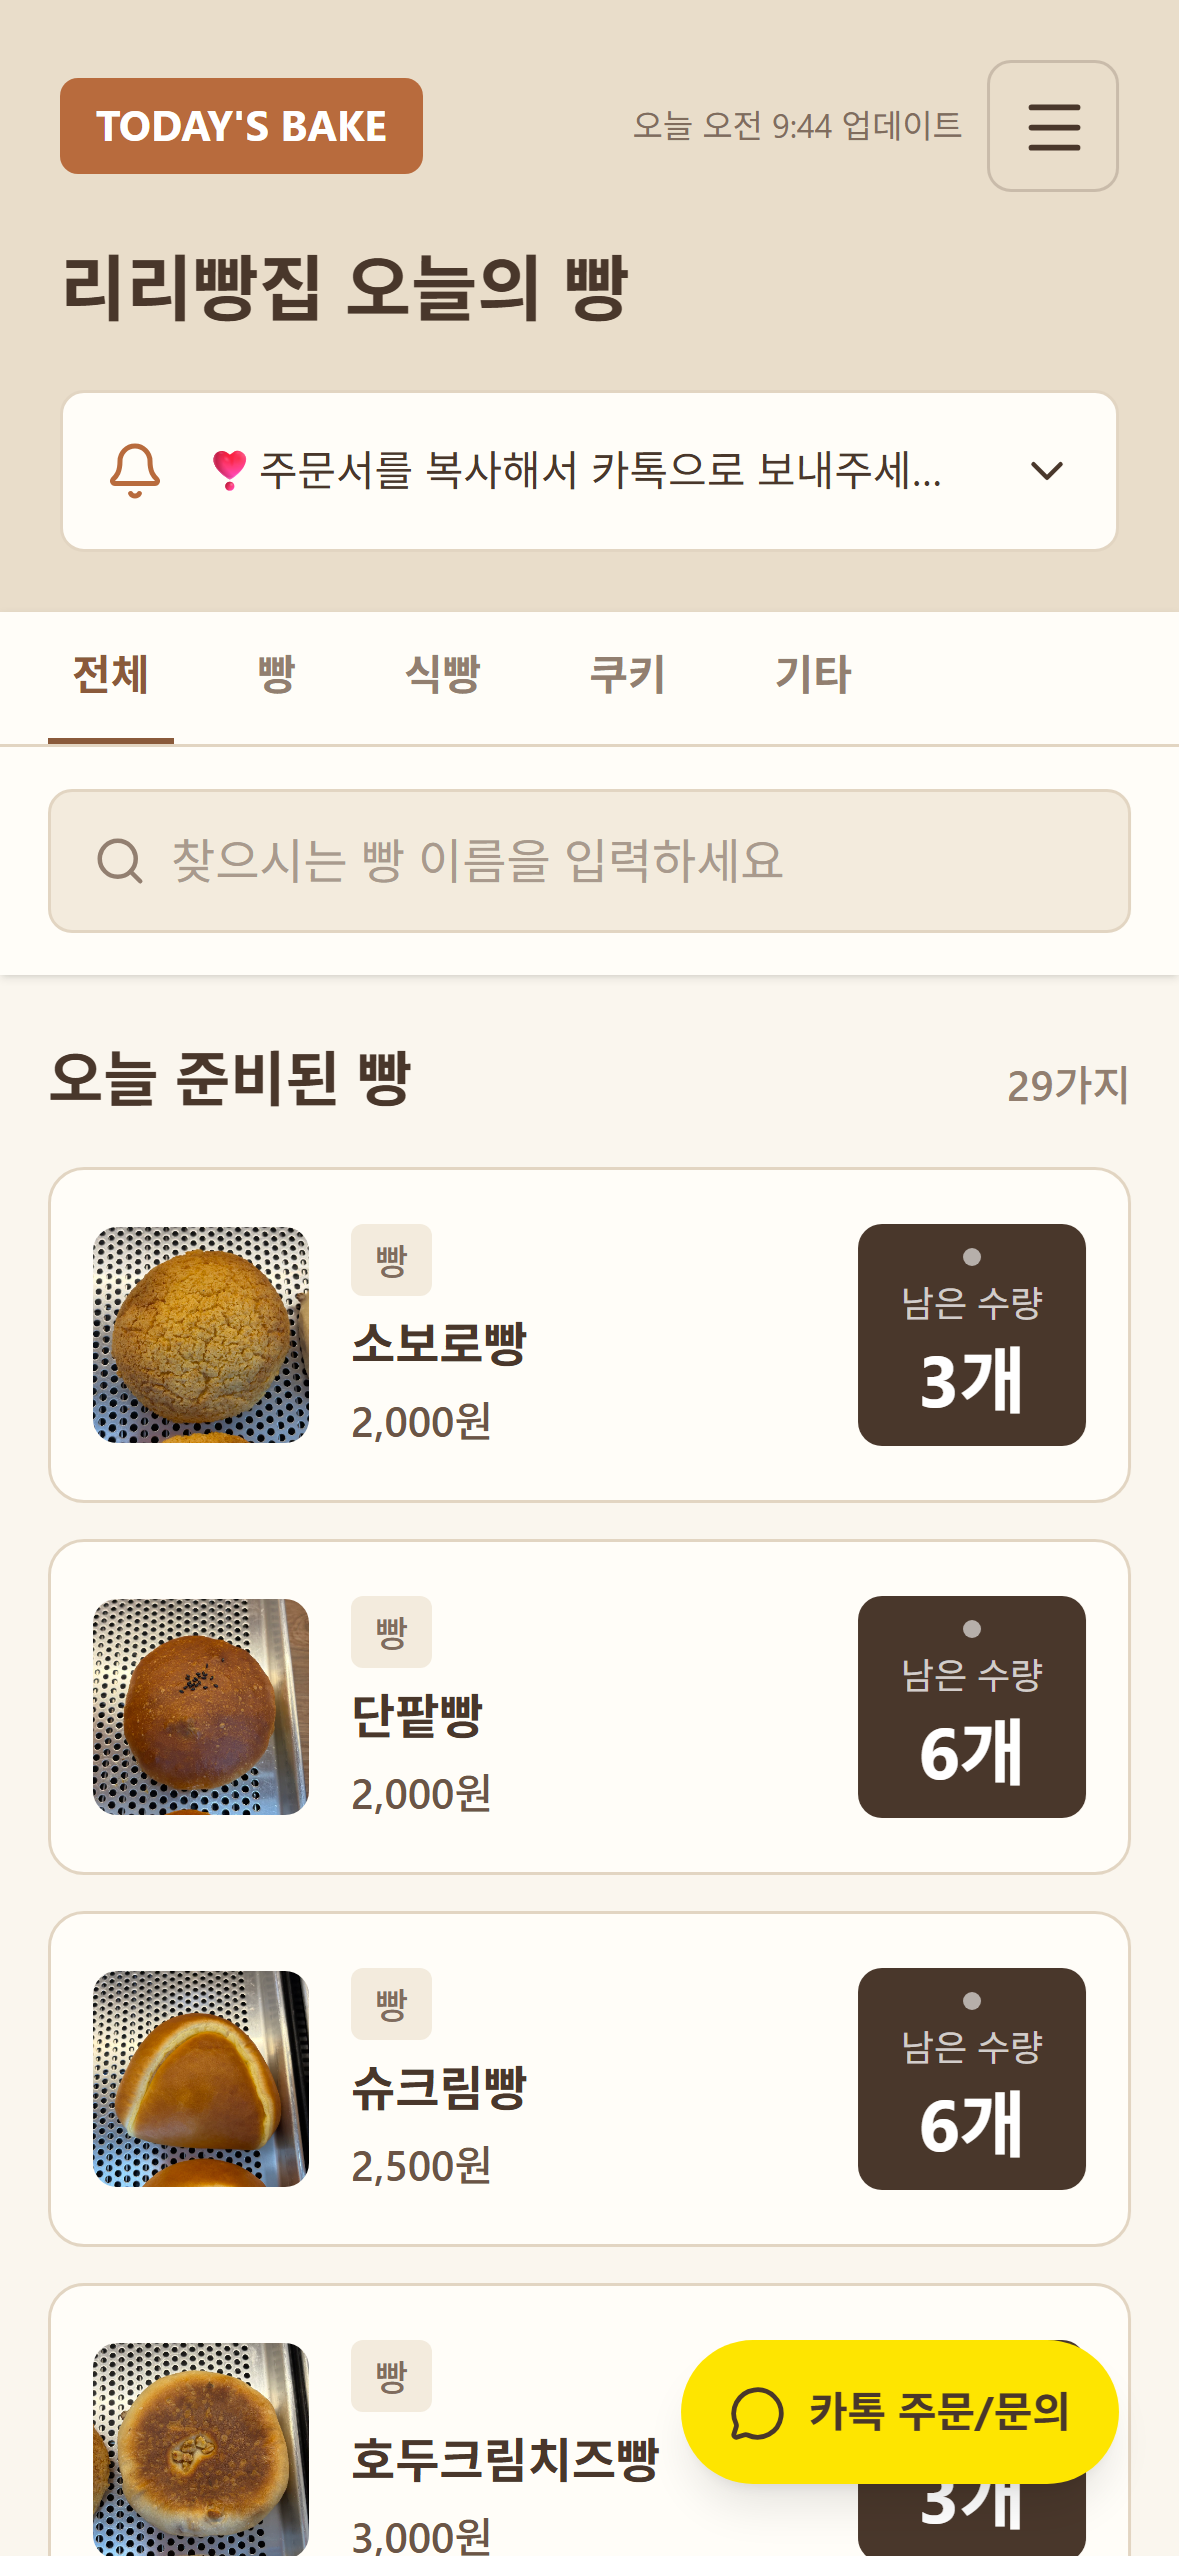 TODAY'S BAKE
오늘 오전 9:44 업데이트
리리빵집 오늘의 빵
❣️ 주문서를 복사해서 카톡으로 보내주세...
전체 빵 식빵 쿠키 기타
찾으시는 빵 이름을 입력하세요
오늘 준비된 빵
29가지
빵
소보로빵
2,000원
남은 수량
3개
빵
단팥빵
2,000원
남은 수량
6개
빵
슈크림빵
2,500원
남은 수량
6개
빵
호두크림치즈빵
3,000원
카톡 주문/문의
3개